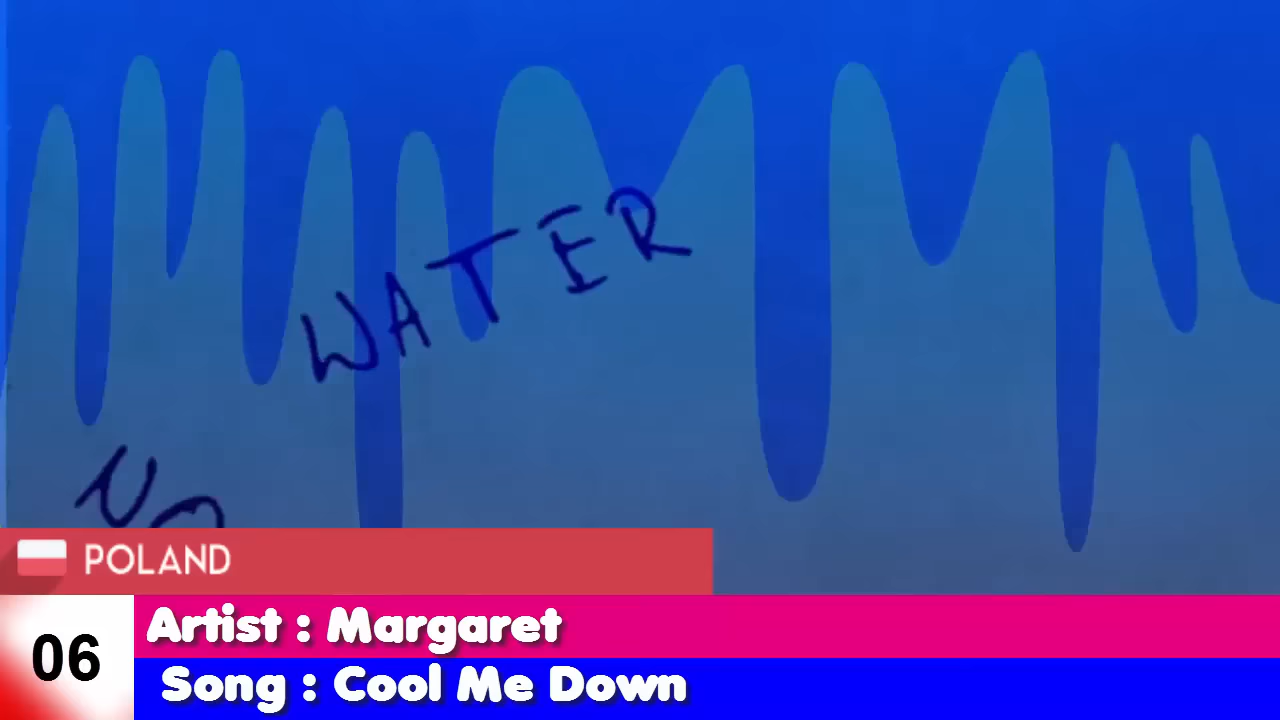 WATER
POLAND
06
Artist : Margaret
Song : Cool Me Down